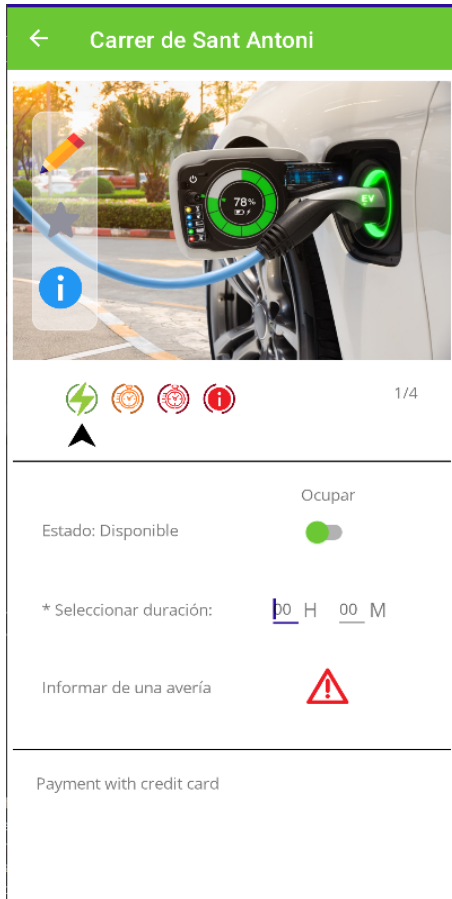 Carrer de Sant Antoni
78%
EV
1/4
Ocupar
Estado: Disponible
* Seleccionar duración: 00 H 00 M
Informar de una avería
Payment with credit card